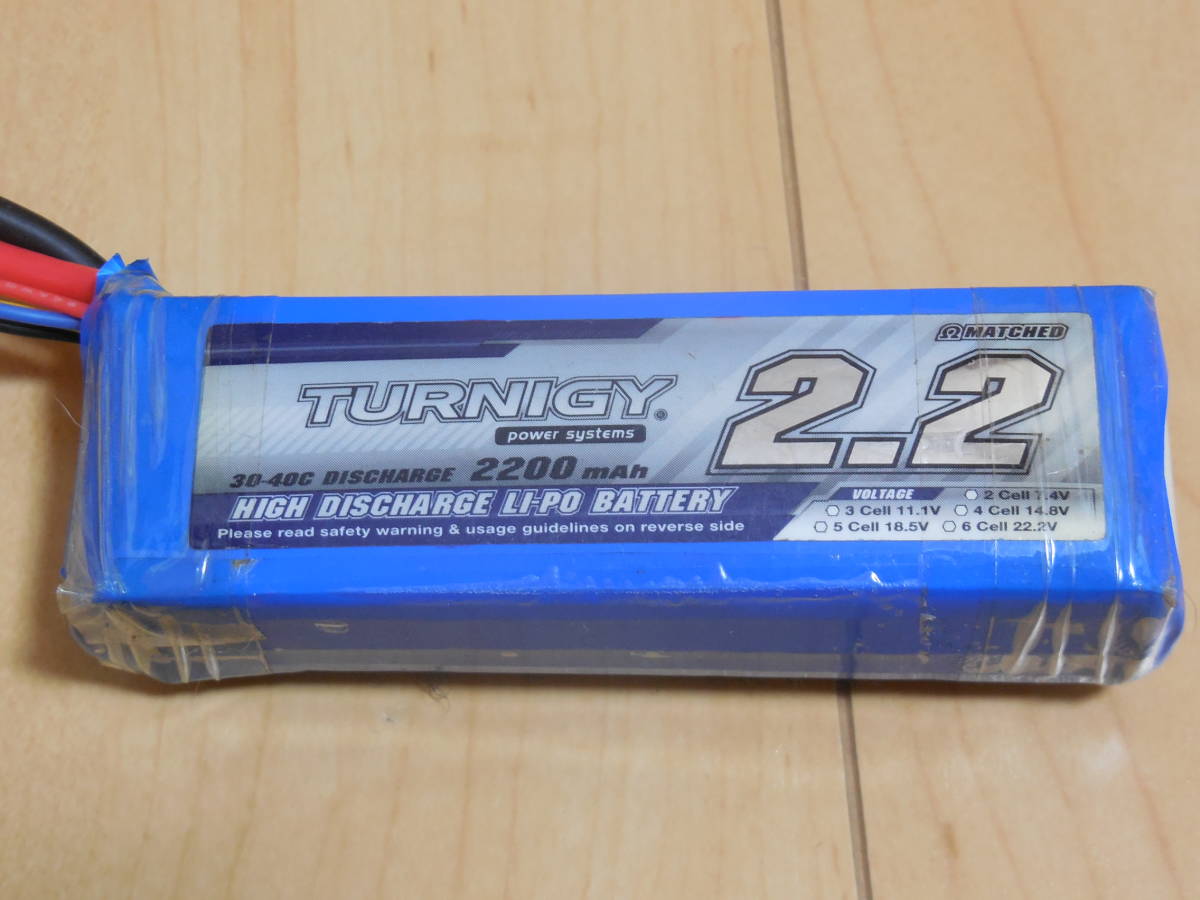 Ω MATCHED
TURNIGY®
power systems
2.2
30-40C DISCHARGE 2200 mAh
HIGH DISCHARGE LI-PO BATTERY
Please read safety warning & usage guidelines on reverse side
VOLTAGE 2 Cell 7.4V
3 Cell 11.1V 4 Cell 14.8V
5 Cell 18.5V 6 Cell 22.2V